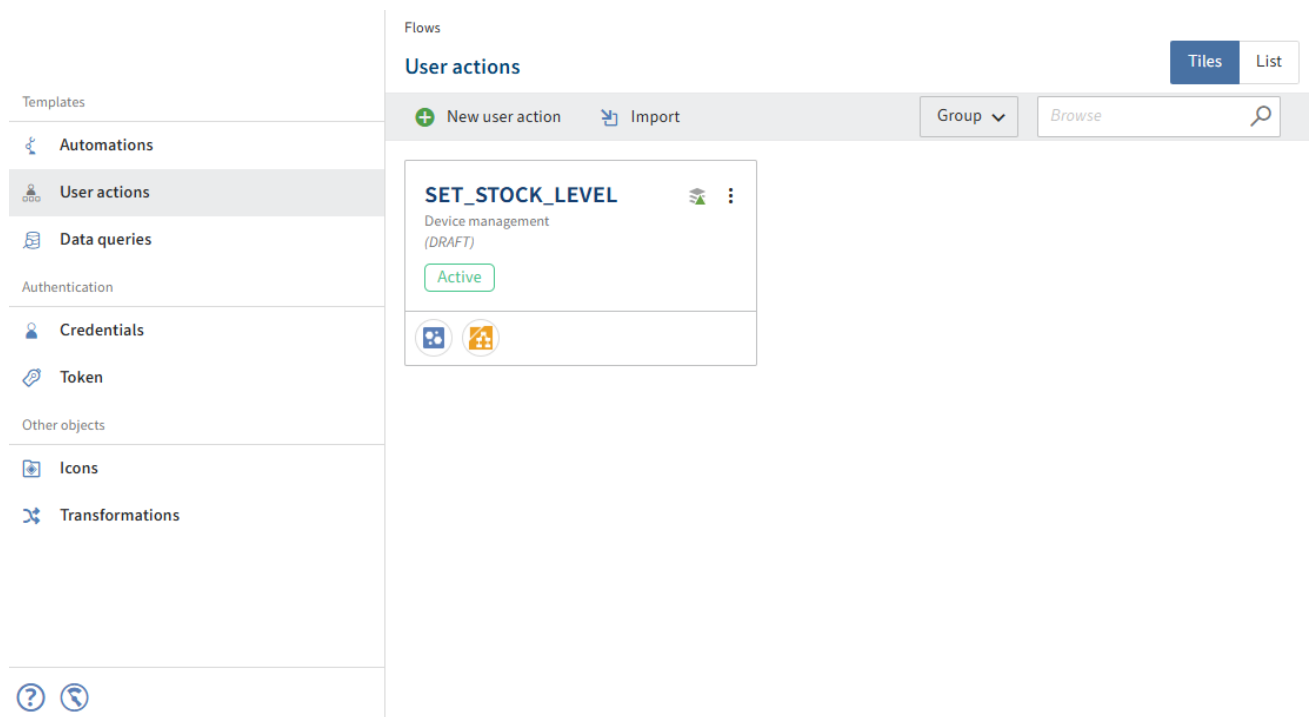 Flows
User actions
Tiles
List
Templates
Automations
User actions
Data queries
Authentication
Credentials
Token
Other objects
Icons
Transformations
New user action
Import
Group
Browse
SET_STOCK_LEVEL
Device management
(DRAFT)
Active
?